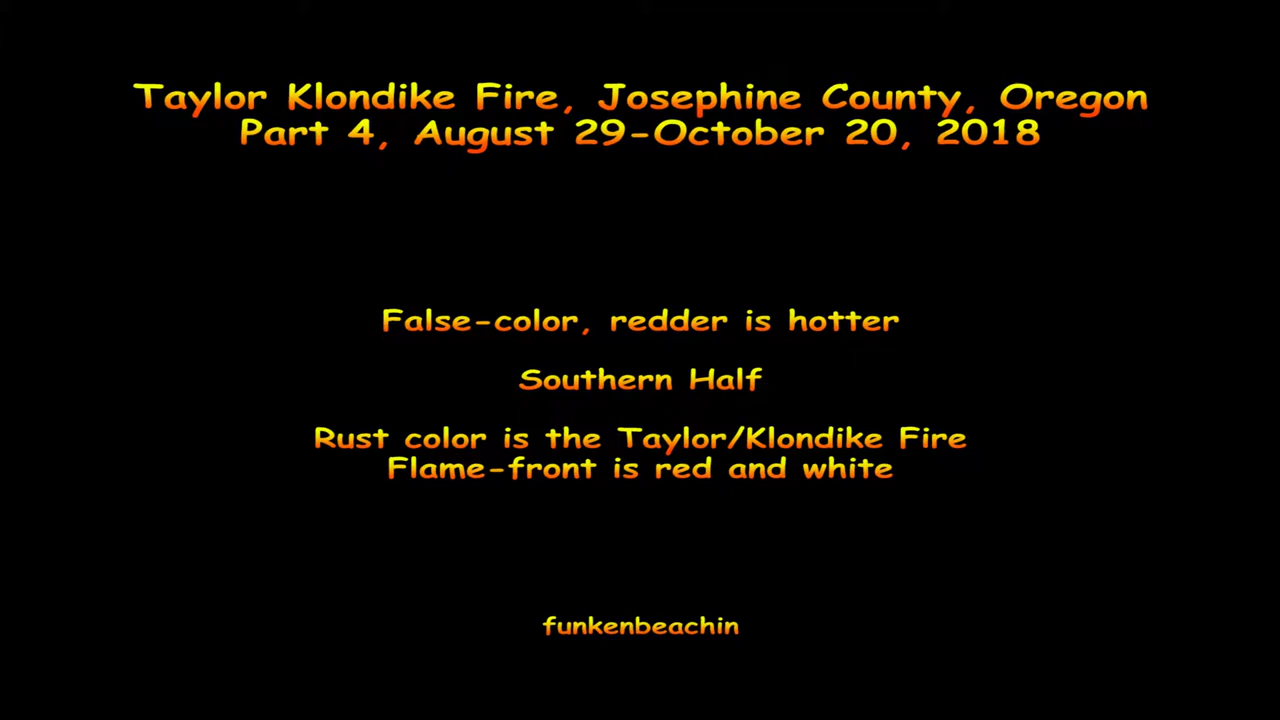 Taylor Klondike Fire, Josephine County, Oregon
Part 4, August 29-October 20, 2018
False-color, redder is hotter
Southern Half
Rust color is the Taylor/Klondike Fire
Flame-front is red and white
funkenbeachin